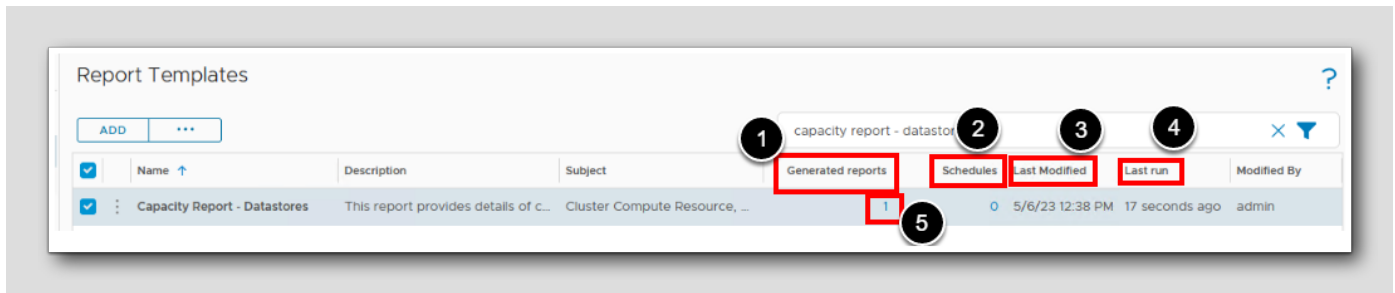 Report Templates
?
ADD ...
capacity report - datastor
1 2 3 4
Name ↑ Description Subject Generated reports Schedules Last Modified Last run Modified By
Capacity Report - Datastores This report provides details of c... Cluster Compute Resource, ... 1 0 5/6/23 12:38 PM 17 seconds ago admin
5